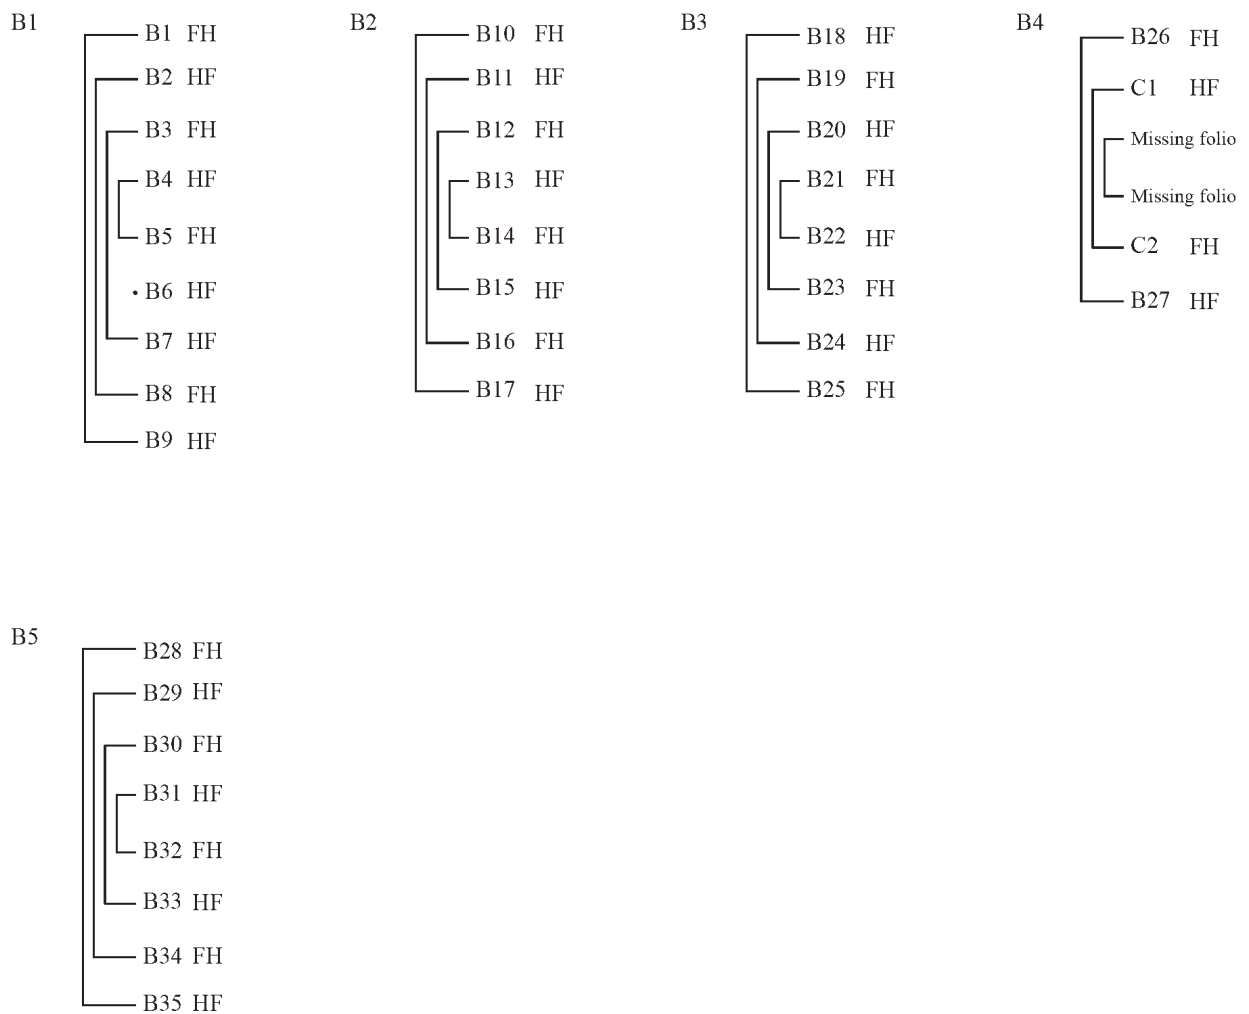 B1
B1 FH
B2 HF
B3 FH
B4 HF
B5 FH
B6 HF
B7 HF
B8 FH
B9 HF
B2
B10 FH
B11 HF
B12 FH
B13 HF
B14 FH
B15 HF
B16 FH
B17 HF
B3
B18 HF
B19 FH
B20 HF
B21 FH
B22 HF
B23 FH
B24 HF
B25 FH
B4
B26 FH
C1 HF
Missing folio
Missing folio
C2 FH
B27 HF
B5
B28 FH
B29 HF
B30 FH
B31 HF
B32 FH
B33 HF
B34 FH
B35 HF